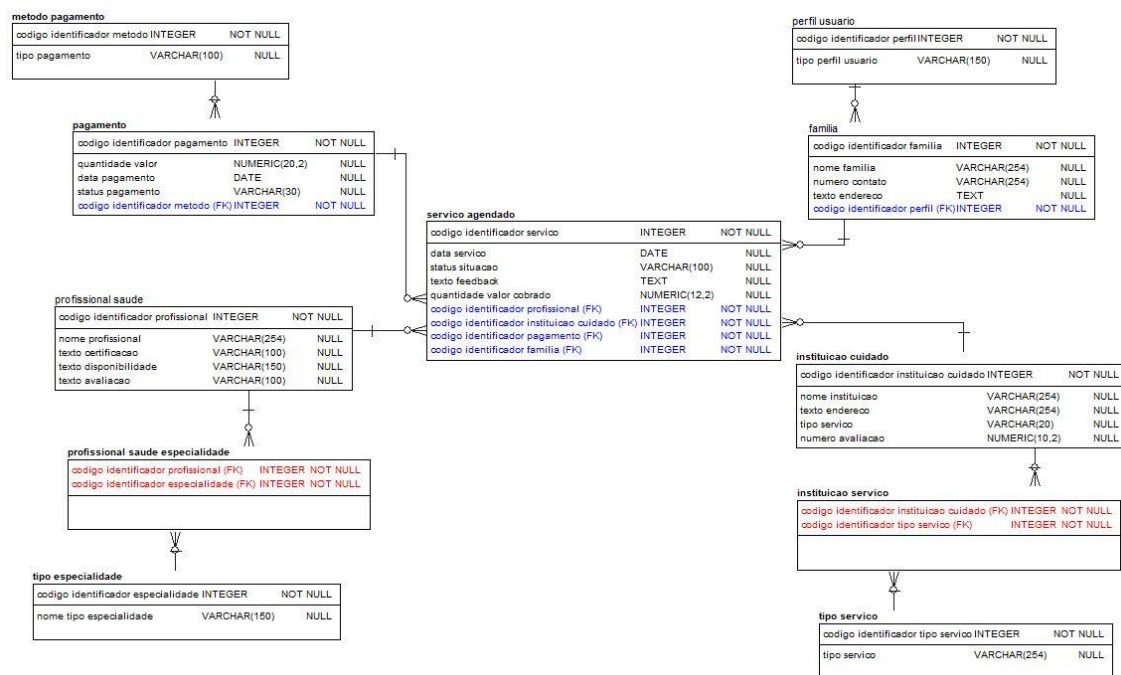 metodo pagamento
codigo identificador metodo INTEGER NOT NULL
tipo pagamento VARCHAR(100) NULL
perfil usuario
codigo identificador perfil INTEGER NOT NULL
tipo perfil usuario VARCHAR(150) NULL
pagamento
codigo identificador pagamento INTEGER NOT NULL
quantidade valor NUMERIC(20,2) NULL
data pagamento DATE NULL
status pagamento VARCHAR(30) NULL
codigo identificador metodo (FK) INTEGER NOT NULL
familia
codigo identificador familia INTEGER NOT NULL
nome familia VARCHAR(254) NULL
numero contato VARCHAR(254) NULL
texto endereco TEXT NULL
codigo identificador perfil (FK) INTEGER NOT NULL
servico agendado
codigo identificador servico INTEGER NOT NULL
data servico DATE NULL
status situacao VARCHAR(100) NULL
texto feedback TEXT NULL
quantidade valor cobrado NUMERIC(12,2) NULL
codigo identificador profissional (FK) INTEGER NOT NULL
codigo identificador instituicao cuidado (FK) INTEGER NOT NULL
codigo identificador pagamento (FK) INTEGER NOT NULL
codigo identificador familia (FK) INTEGER NOT NULL
profissional saude
codigo identificador profissional INTEGER NOT NULL
nome profissional VARCHAR(254) NULL
texto certificacao VARCHAR(100) NULL
texto disponibilidade VARCHAR(150) NULL
texto avaliacao VARCHAR(100) NULL
instituicao cuidado
codigo identificador instituicao cuidado INTEGER NOT NULL
nome instituicao VARCHAR(254) NULL
texto endereco VARCHAR(254) NULL
tipo servico VARCHAR(20) NULL
numero avaliacao NUMERIC(10,2) NULL
profissional saude especialidade
codigo identificador profissional (FK) INTEGER NOT NULL
codigo identificador especialidade (FK) INTEGER NOT NULL
instituicao servico
codigo identificador instituicao cuidado (FK) INTEGER NOT NULL
codigo identificador tipo servico (FK) INTEGER NOT NULL
tipo especialidade
codigo identificador especialidade INTEGER NOT NULL
nome tipo especialidade VARCHAR(150) NULL
tipo servico
codigo identificador tipo servico INTEGER NOT NULL
tipo servico VARCHAR(254) NULL